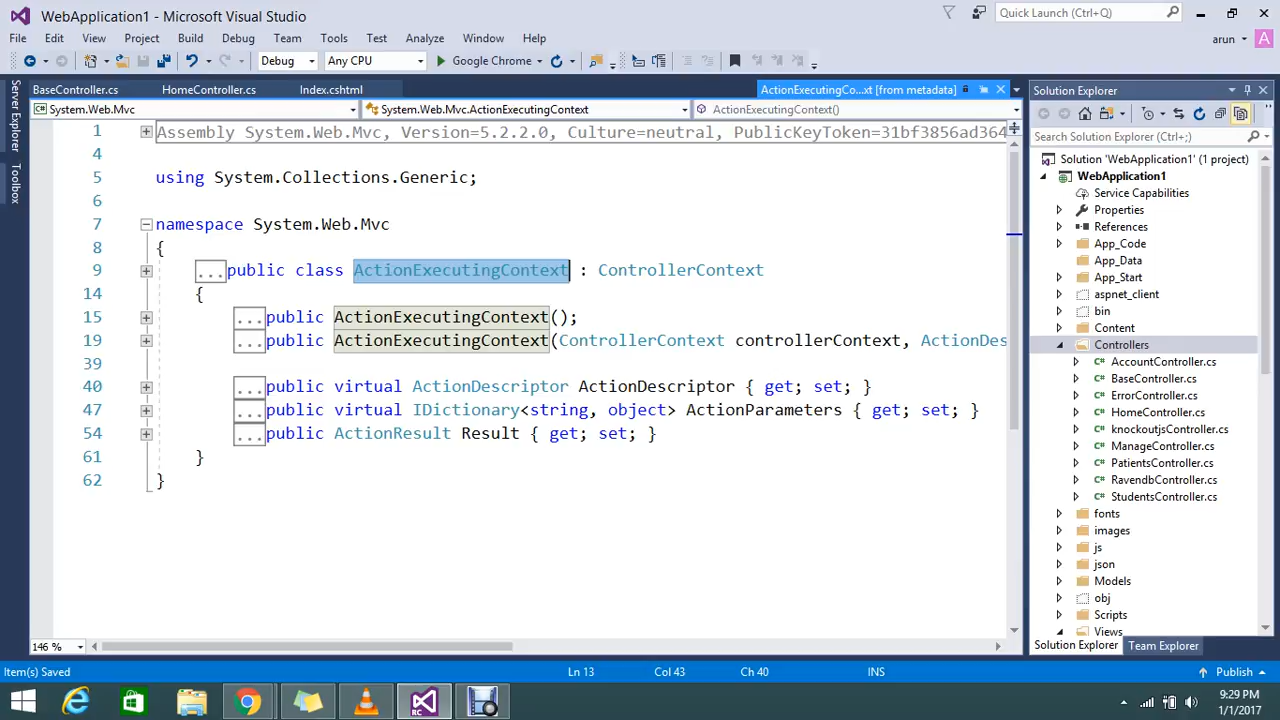 WebApplication1 - Microsoft Visual Studio
Quick Launch (Ctrl+Q)
File Edit View Project Build Debug Team Tools Test Analyze Window Help
arun
A
Debug Any CPU Google Chrome
BaseController.cs HomeController.cs Index.cshtml ActionExecutingCo...xt [from metadata]
System.Web.Mvc System.Web.Mvc.ActionExecutingContext ActionExecutingContext()
Server Explorer
Toolbox
1 Assembly System.Web.Mvc, Version=5.2.2.0, Culture=neutral, PublicKeyToken=31bf3856ad364
4
5 using System.Collections.Generic;
6
7 namespace System.Web.Mvc
8 {
9 ...public class ActionExecutingContext : ControllerContext
14 {
15 ...public ActionExecutingContext();
19 ...public ActionExecutingContext(ControllerContext controllerContext, ActionDes
39
40 ...public virtual ActionDescriptor ActionDescriptor { get; set; }
47 ...public virtual IDictionary<string, object> ActionParameters { get; set; }
54 ...public ActionResult Result { get; set; }
61 }
62 }
146 %
Solution Explorer
Search Solution Explorer (Ctrl+;)
Solution 'WebApplication1' (1 project)
WebApplication1
Service Capabilities
Properties
References
App_Code
App_Data
App_Start
aspnet_client
bin
Content
Controllers
C# AccountController.cs
C# BaseController.cs
C# ErrorController.cs
C# HomeController.cs
C# knockoutjsController.cs
C# ManageController.cs
C# PatientsController.cs
C# RavendbController.cs
C# StudentsController.cs
fonts
images
js
json
Models
obj
Scripts
Views
Solution Explorer Team Explorer
Item(s) Saved Ln 13 Col 43 Ch 40 INS Publish
RC
9:29 PM
1/1/2017